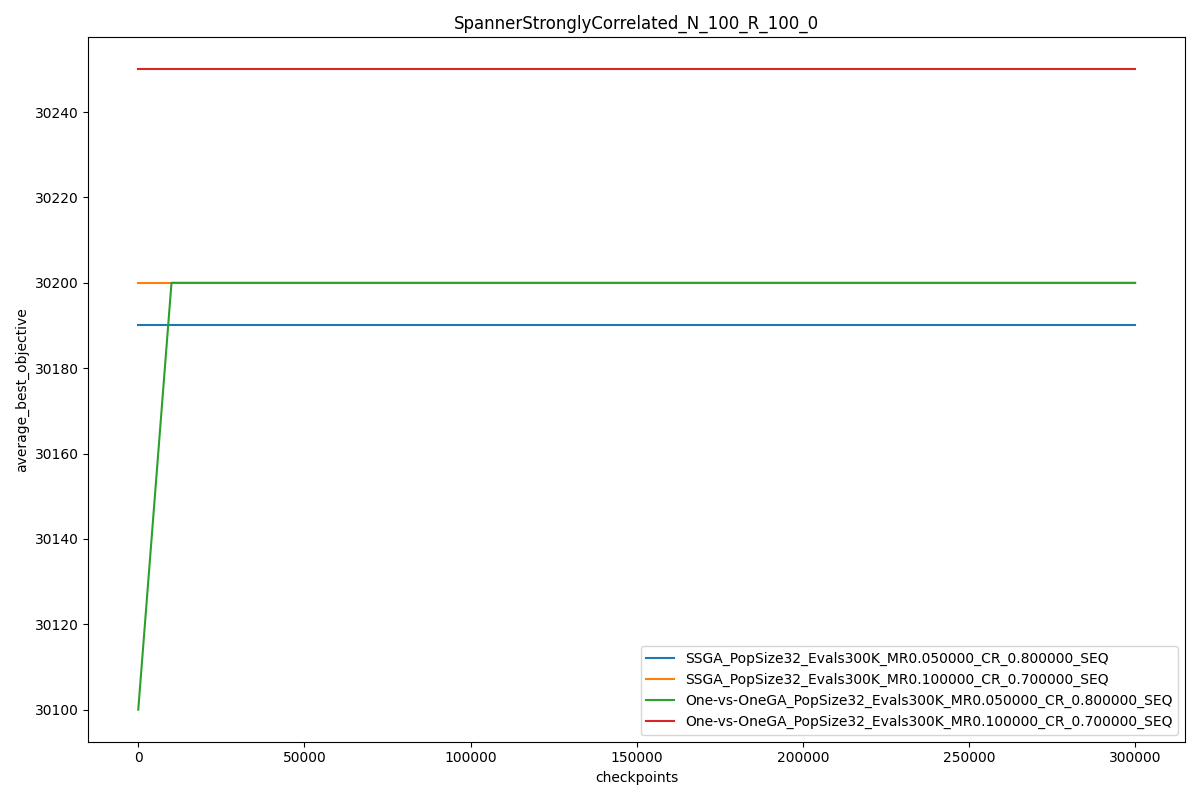 SpannerStronglyCorrelated_N_100_R_100_0
average_best_objective
30240
30220
30200
30180
30160
30140
30120
30100
SSGA_PopSize32_Evals300K_MR0.050000_CR_0.800000_SEQ
SSGA_PopSize32_Evals300K_MR0.100000_CR_0.700000_SEQ
One-vs-OneGA_PopSize32_Evals300K_MR0.050000_CR_0.800000_SEQ
One-vs-OneGA_PopSize32_Evals300K_MR0.100000_CR_0.700000_SEQ
0 50000 100000 150000 200000 250000 300000
checkpoints